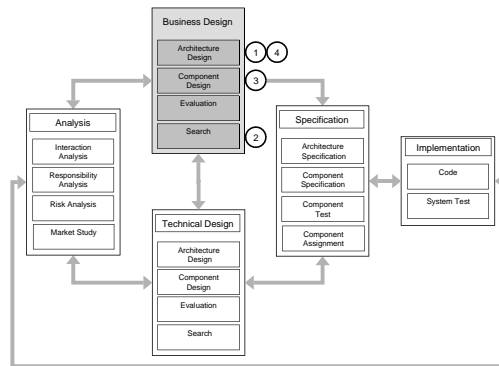 Business Design
Architecture
Design
1 4
Component
Design
3
Evaluation
Search
2
Analysis
Interaction
Analysis
Responsibility
Analysis
Risk Analysis
Market Study
Specification
Architecture
Specification
Component
Specification
Component
Test
Component
Assignment
Implementation
Code
System Test
Technical Design
Architecture
Design
Component
Design
Evaluation
Search